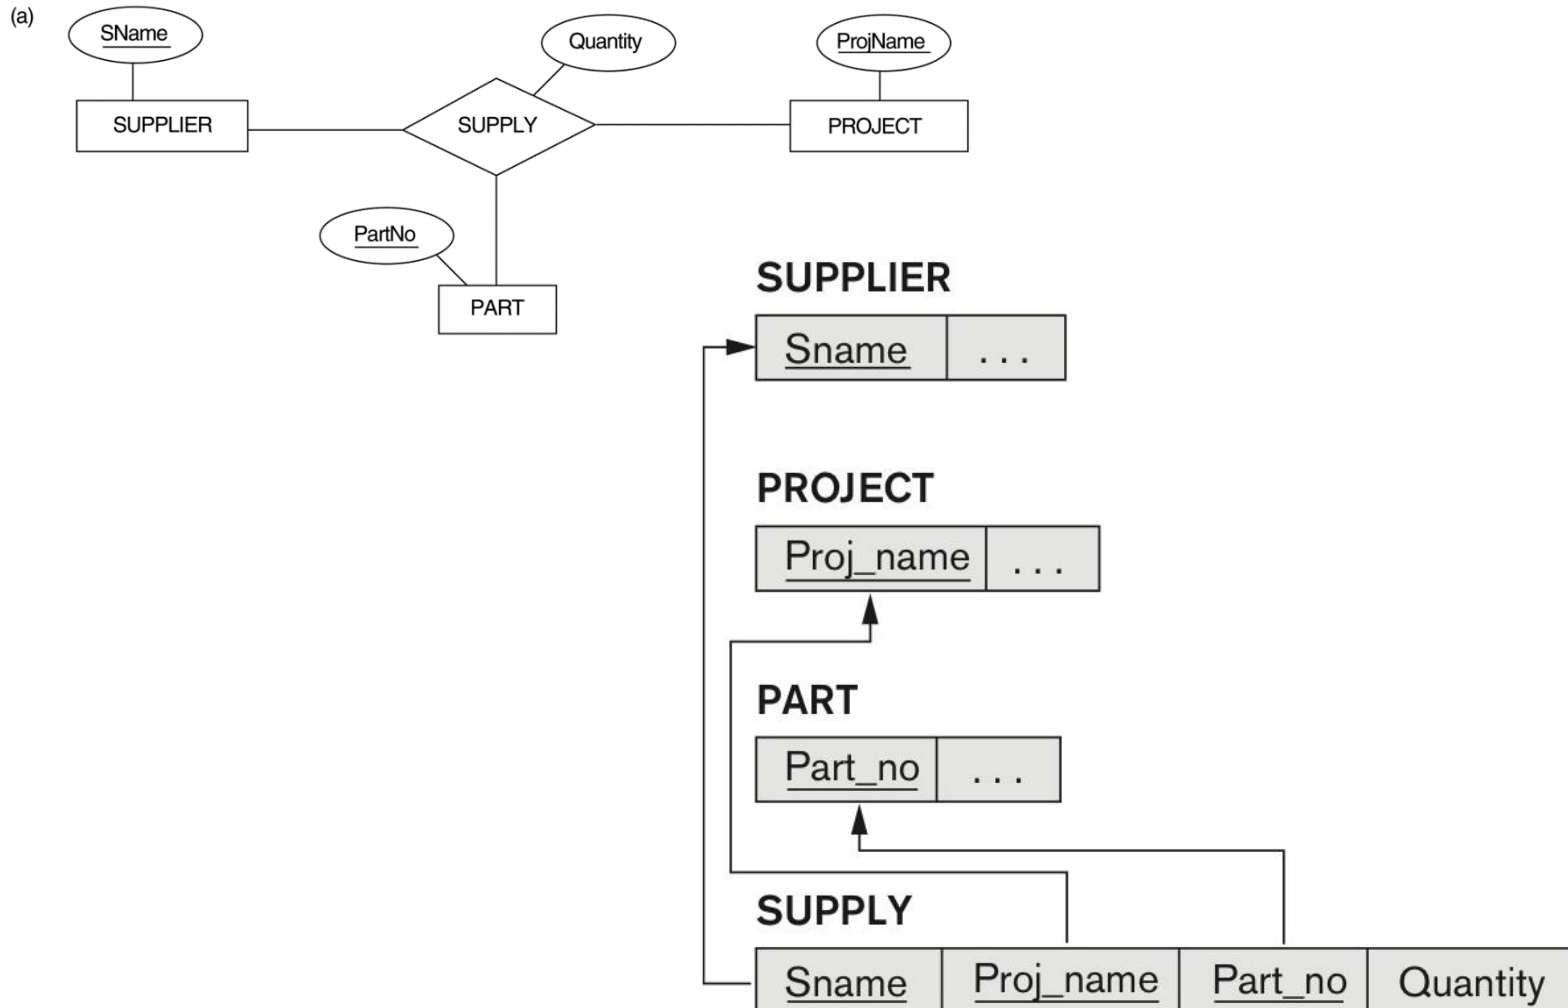 (a)
SName
Quantity
ProjName
SUPPLIER
SUPPLY
PROJECT
PartNo
PART
SUPPLIER
Sname ...
PROJECT
Proj_name ...
PART
Part_no ...
SUPPLY
Sname Proj_name Part_no Quantity